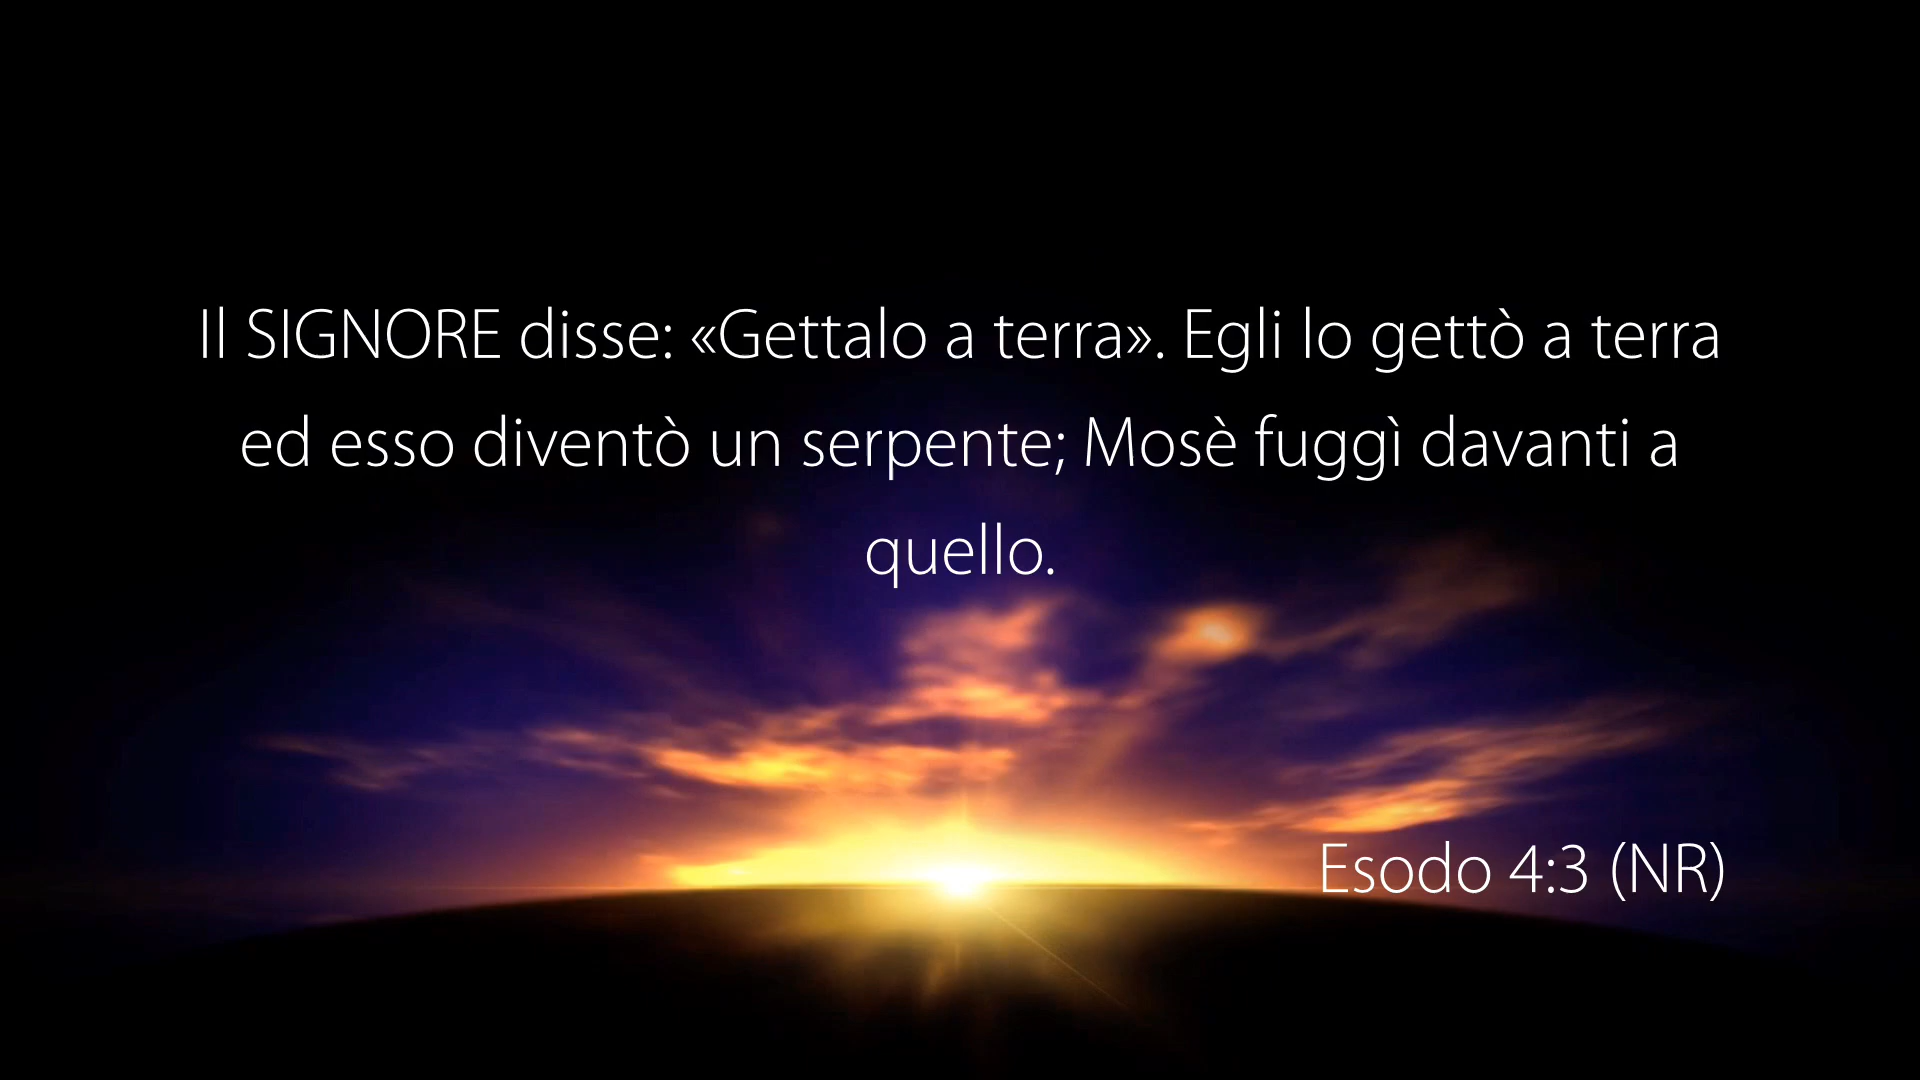 Il SIGNORE disse: «Gettalo a terra». Egli lo gettò a terra
ed esso diventò un serpente; Mosè fuggì davanti a
quello.
Esodo 4:3 (NR)